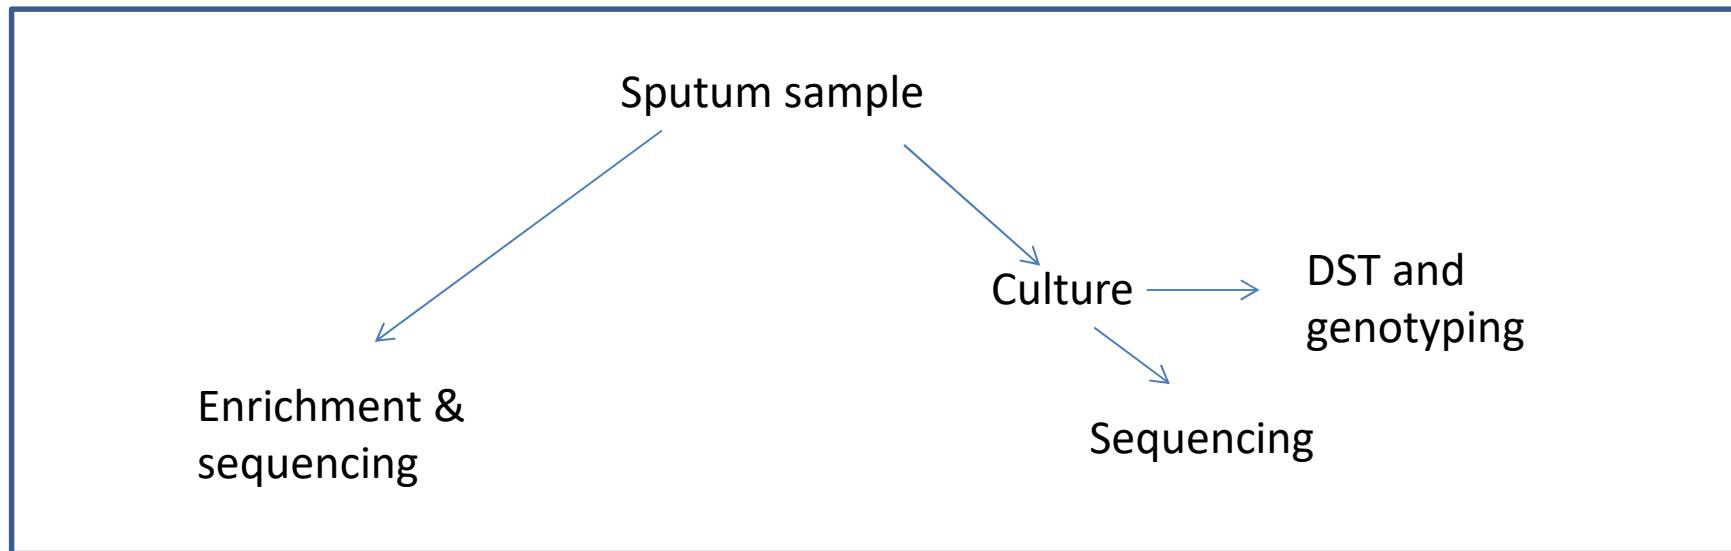 Sputum sample
Culture
DST and
genotyping
Enrichment &
sequencing
Sequencing